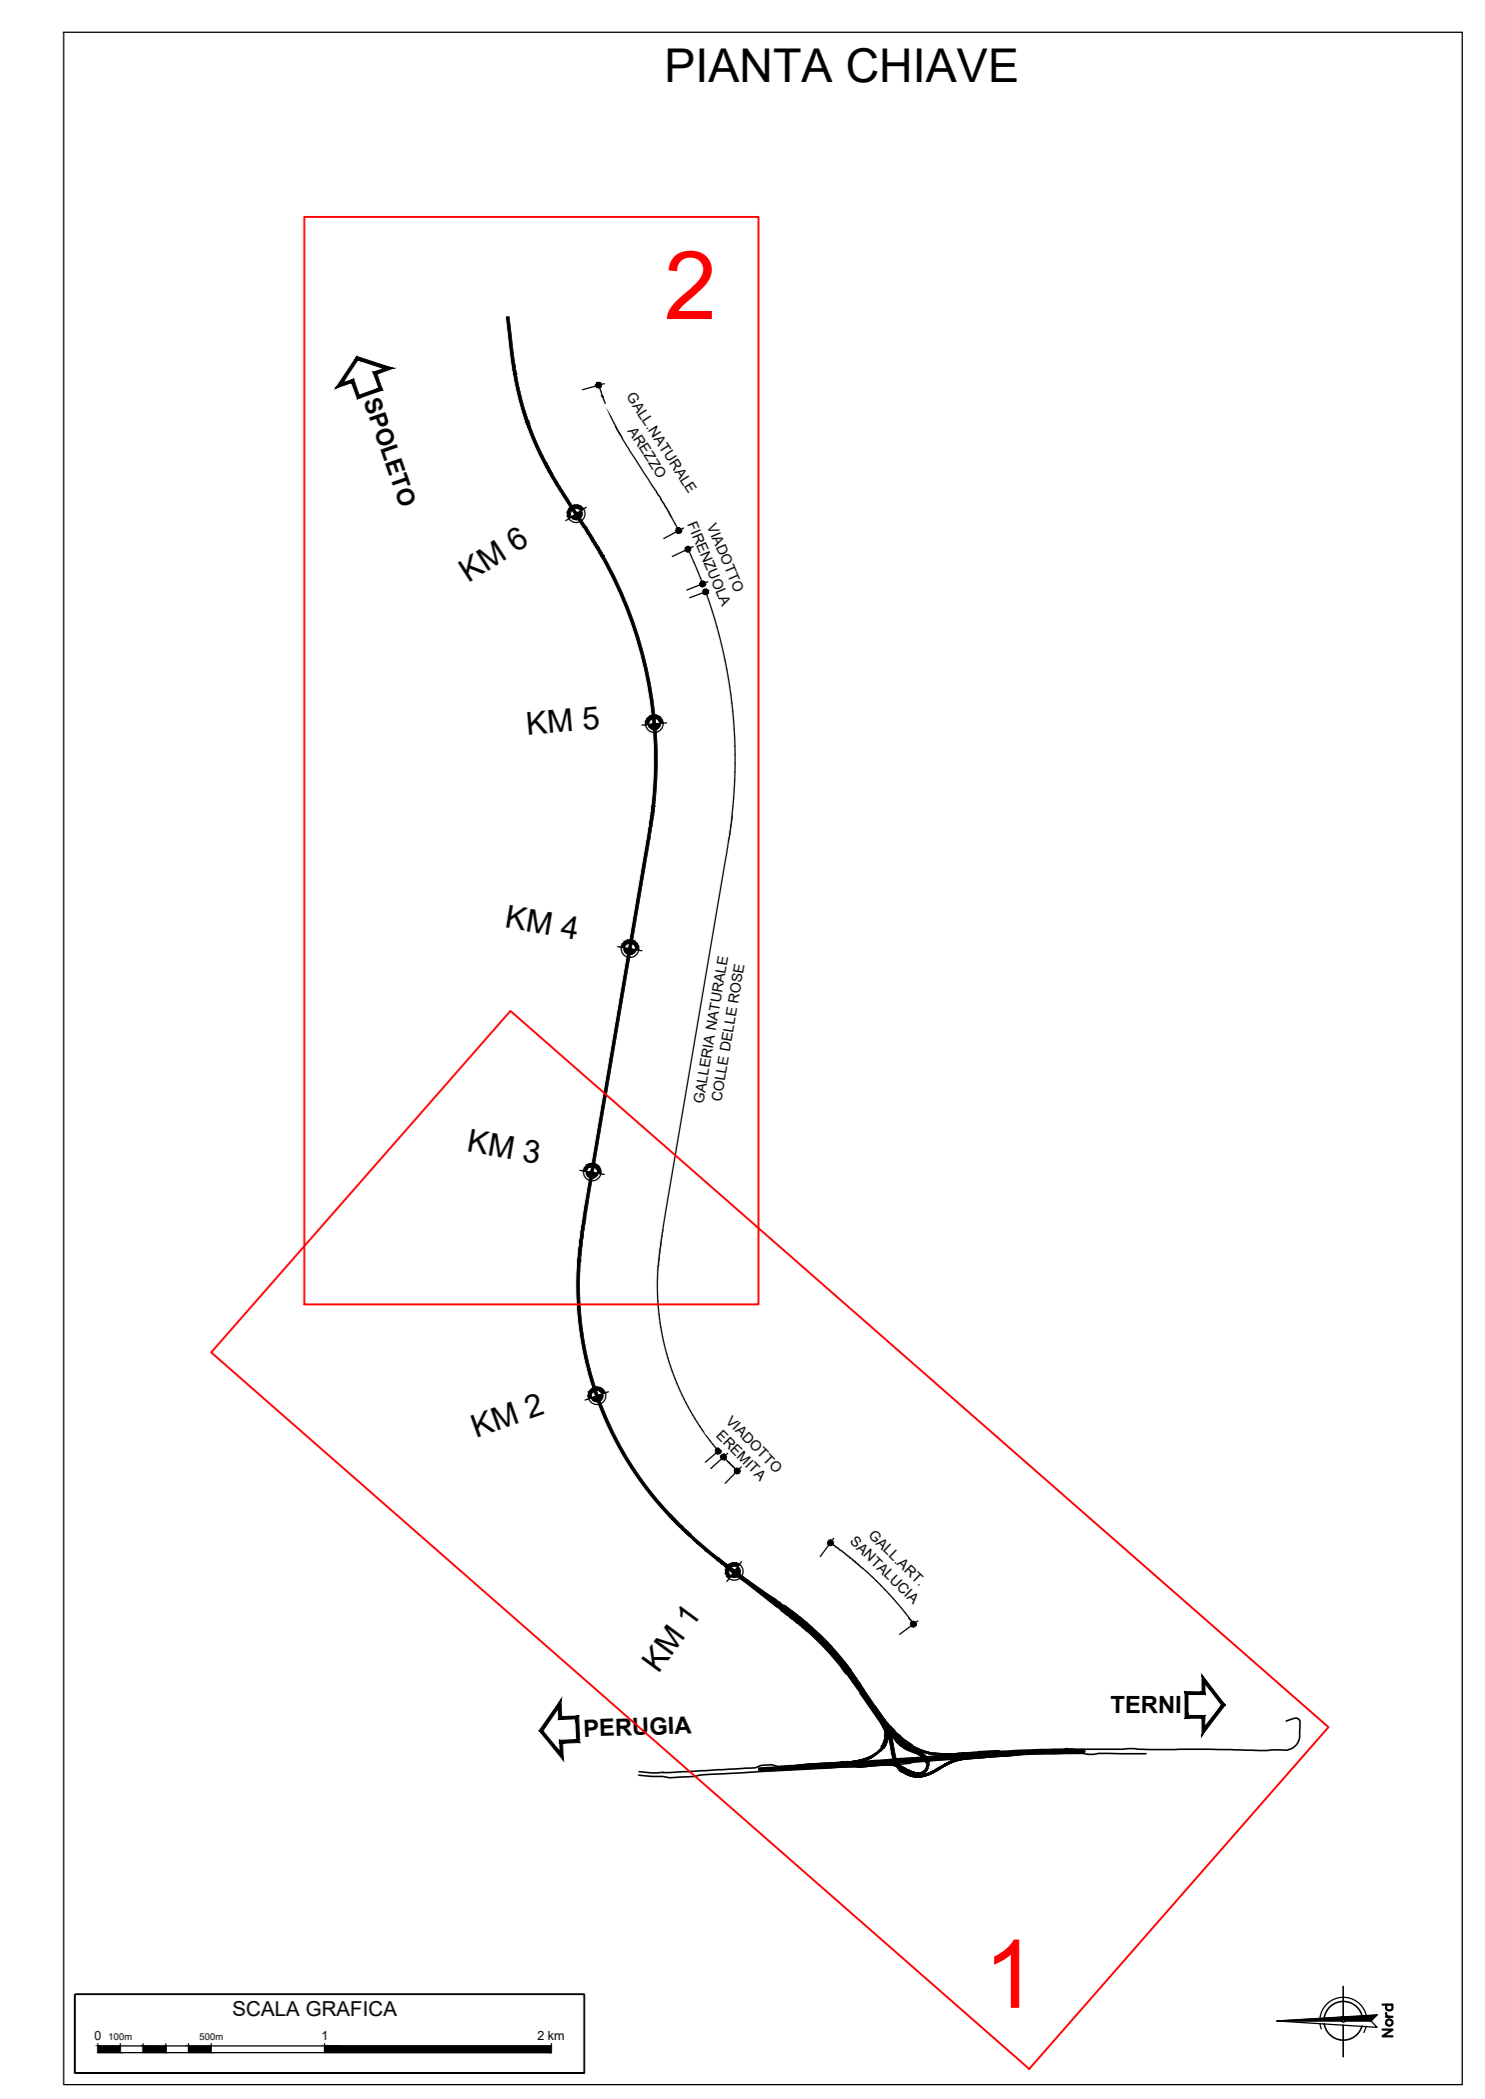 PIANTA CHIAVE
2
SPOLETO
GALL.NATURALE
AREZZO
VIADOTTO
FIRENZUOLA
KM 6
KM 5
KM 4
GALLERIA NATURALE
COLLE DELLE ROSE
KM 3
KM 2
VIADOTTO
EREMITA
GALL.ART.
SANTALUCIA
KM 1
PERUGIA
TERNI
1
SCALA GRAFICA
0 100m 500m 1 2 km
Nord